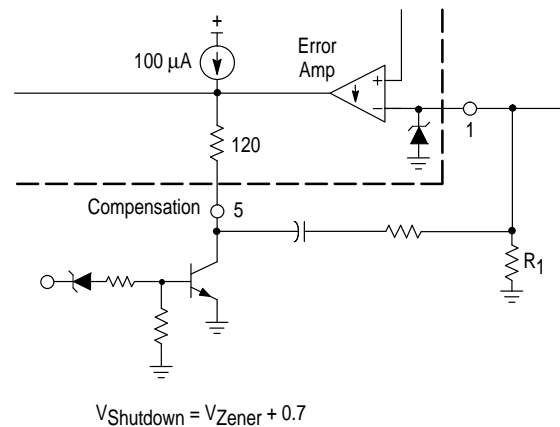 +
100 µA
Error
Amp
+
−
1
120
Compensation
5
R1
VShutdown = VZener + 0.7